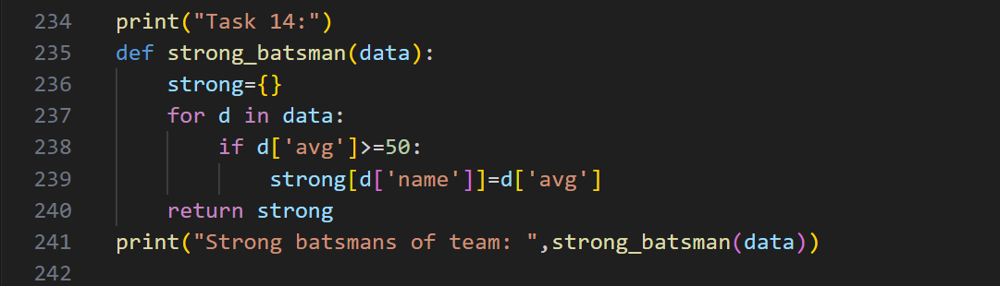 234 print("Task 14:")
235 def strong_batsman(data):
236     strong={}
237     for d in data:
238         if d['avg']>=50:
239             strong[d['name']]=d['avg']
240     return strong
241 print("Strong batsmans of team: ",strong_batsman(data))
242